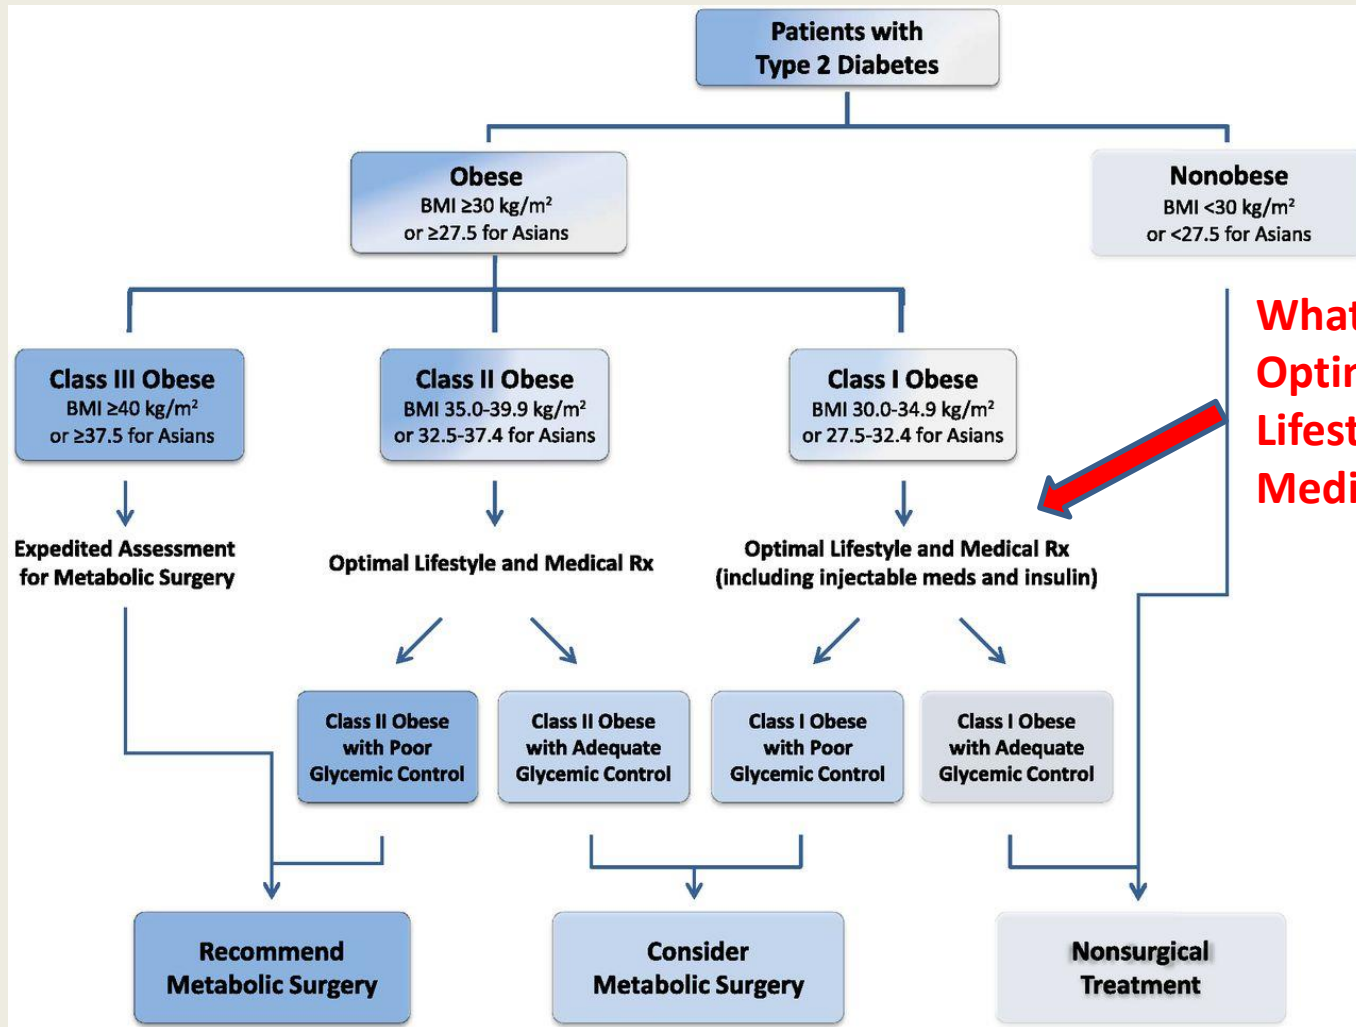 Patients with
Type 2 Diabetes
Obese
BMI ≥30 kg/m²
or ≥27.5 for Asians
Nonobese
BMI <30 kg/m²
or <27.5 for Asians
Class III Obese
BMI ≥40 kg/m²
or ≥37.5 for Asians
Class II Obese
BMI 35.0-39.9 kg/m²
or 32.5-37.4 for Asians
Class I Obese
BMI 30.0-34.9 kg/m²
or 27.5-32.4 for Asians
What
Expedited Assessment
for Metabolic Surgery
Optimal Lifestyle and Medical Rx
Optimal Lifestyle and Medical Rx
(including injectable meds and insulin)
Class II Obese
with Poor
Glycemic Control
Class II Obese
with Adequate
Glycemic Control
Class I Obese
with Poor
Glycemic Control
Class I Obese
with Adequate
Glycemic Control
Recommend
Metabolic Surgery
Consider
Metabolic Surgery
Nonsurgical
Treatment